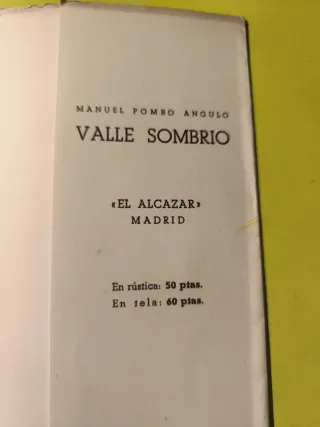 MANUEL POMBO ANGULO
VALLE SOMBRIO
«EL ALCAZAR»
MADRID
En rústica: 50 ptas.
En tela: 60 ptas.